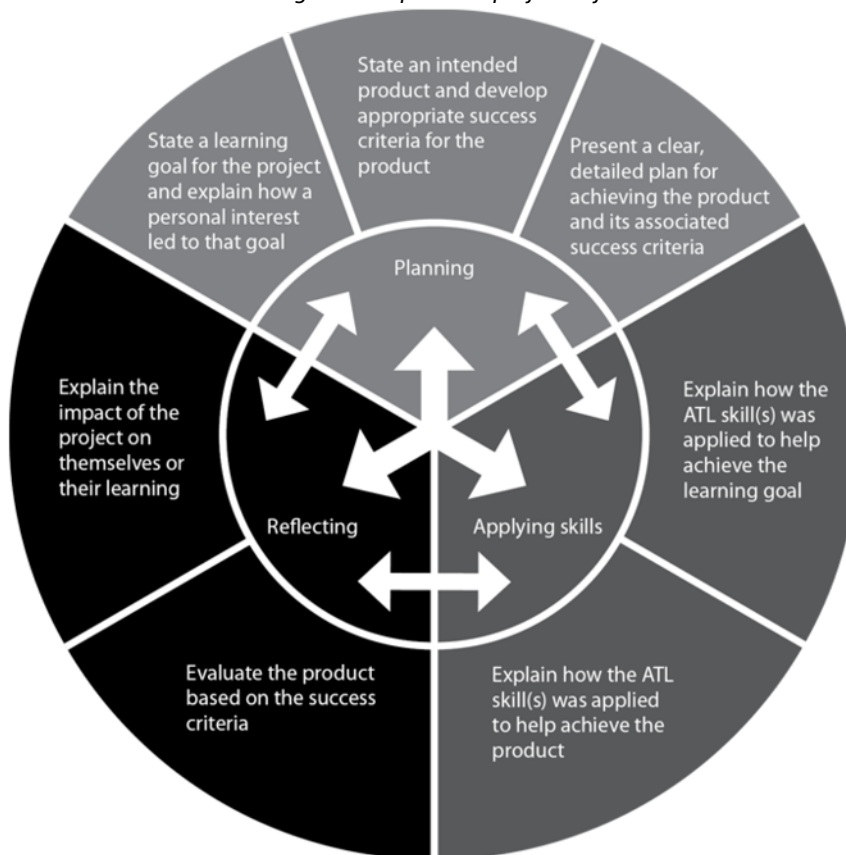 State a learning
goal for the project
and explain how a
personal interest
led to that goal
State an intended
product and develop
appropriate success
criteria for the
product
Present a clear,
detailed plan for
achieving the product
and its associated
success criteria
Planning
Explain the
impact of the
project on
themselves or
their learning
Explain how the
ATL skill(s) was
applied to help
achieve the
learning goal
Reflecting
Applying skills
Evaluate the product
based on the success
criteria
Explain how the ATL
skill(s) was applied
to help achieve the
product